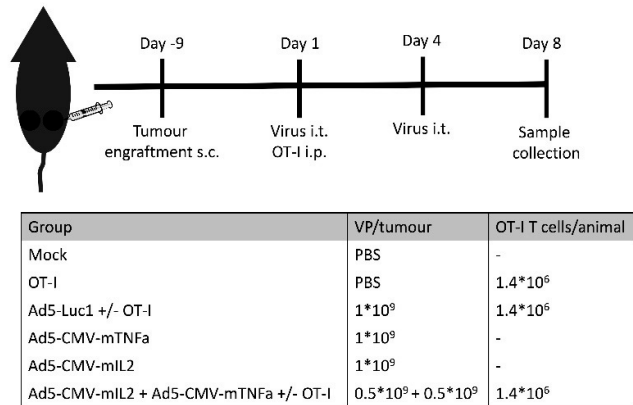 Day -9 Day 1 Day 4 Day 8
Tumour Virus i.t. Virus i.t. Sample
engraftment s.c. OT-I i.p. collection
Group VP/tumour OT-I T cells/animal
Mock PBS -
OT-I PBS 1.4*10⁶
Ad5-Luc1 +/- OT-I 1*10⁹ 1.4*10⁶
Ad5-CMV-mTNFa 1*10⁹ -
Ad5-CMV-mIL2 1*10⁹ -
Ad5-CMV-mIL2 + Ad5-CMV-mTNFa +/- OT-I 0.5*10⁹ + 0.5*10⁹ 1.4*10⁶